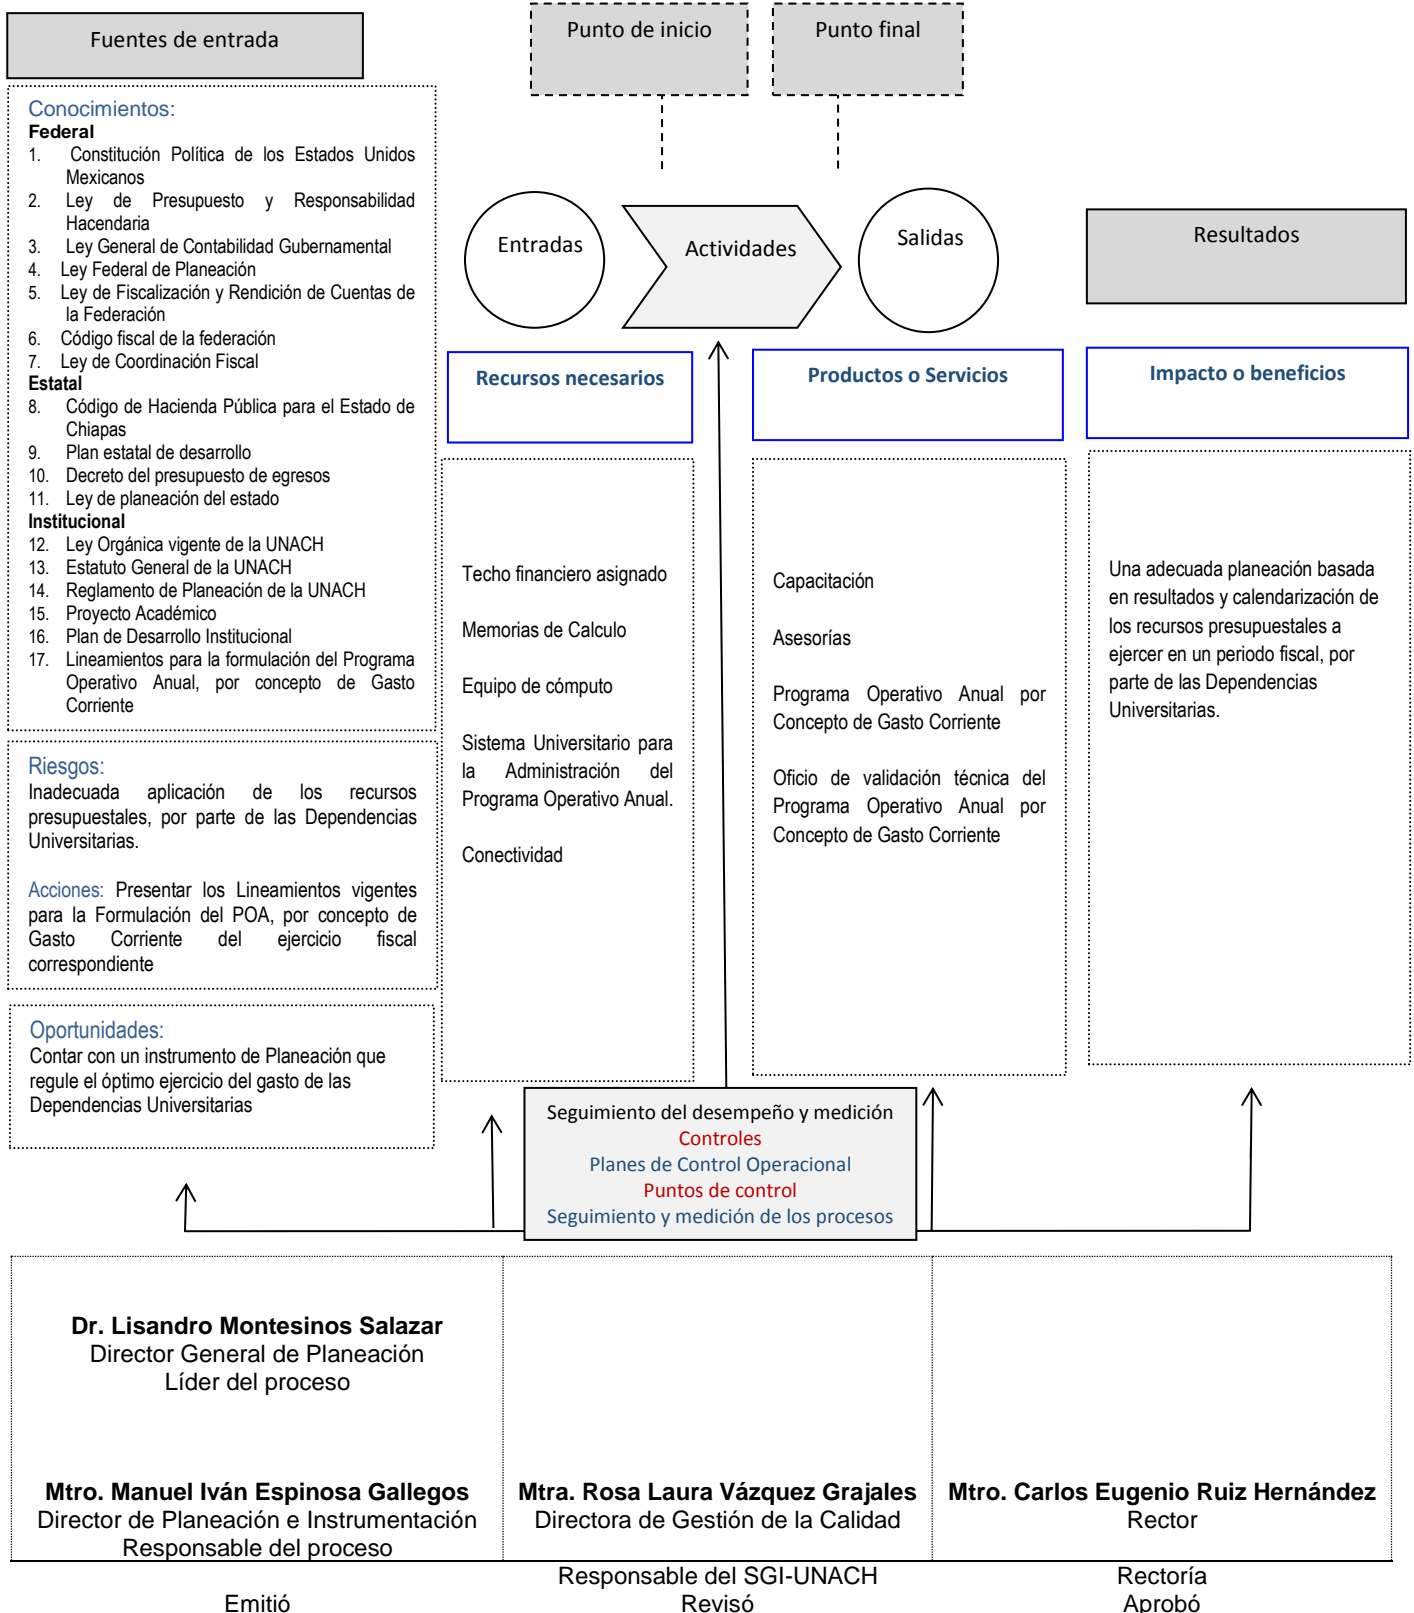 Fuentes de entrada
Punto de inicio
Punto final
Conocimientos:
Federal
1. Constitución Política de los Estados Unidos
Mexicanos
2. Ley de Presupuesto y Responsabilidad
Hacendaria
3. Ley General de Contabilidad Gubernamental
4. Ley Federal de Planeación
5. Ley de Fiscalización y Rendición de Cuentas de
la Federación
6. Código fiscal de la federación
7. Ley de Coordinación Fiscal
Estatal
8. Código de Hacienda Pública para el Estado de
Chiapas
9. Plan estatal de desarrollo
10. Decreto del presupuesto de egresos
11. Ley de planeación del estado
Institucional
12. Ley Orgánica vigente de la UNACH
13. Estatuto General de la UNACH
14. Reglamento de Planeación de la UNACH
15. Proyecto Académico
16. Plan de Desarrollo Institucional
17. Lineamientos para la formulación del Programa
Operativo Anual, por concepto de Gasto
Corriente
Riesgos:
Inadecuada aplicación de los recursos
presupuestales, por parte de las Dependencias
Universitarias.
Acciones: Presentar los Lineamientos vigentes
para la Formulación del POA, por concepto de
Gasto Corriente del ejercicio fiscal
correspondiente
Oportunidades:
Contar con un instrumento de Planeación que
regule el óptimo ejercicio del gasto de las
Dependencias Universitarias
Entradas
Actividades
Salidas
Resultados
Recursos necesarios
Productos o Servicios
Impacto o beneficios
Techo financiero asignado
Memorias de Calculo
Equipo de cómputo
Sistema Universitario para
la Administración del
Programa Operativo Anual.
Conectividad
Capacitación
Asesorías
Programa Operativo Anual por
Concepto de Gasto Corriente
Oficio de validación técnica del
Programa Operativo Anual por
Concepto de Gasto Corriente
Una adecuada planeación basada
en resultados y calendarización de
los recursos presupuestales a
ejercer en un periodo fiscal, por
parte de las Dependencias
Universitarias.
Seguimiento del desempeño y medición
Controles
Planes de Control Operacional
Puntos de control
Seguimiento y medición de los procesos
Dr. Lisandro Montesinos Salazar
Director General de Planeación
Líder del proceso
Mtro. Manuel Iván Espinosa Gallegos
Director de Planeación e Instrumentación
Responsable del proceso
Mtra. Rosa Laura Vázquez Grajales
Directora de Gestión de la Calidad
Mtro. Carlos Eugenio Ruiz Hernández
Rector
Responsable del SGI-UNACH
Rectoría
Emitió
Revisó
Aprobó